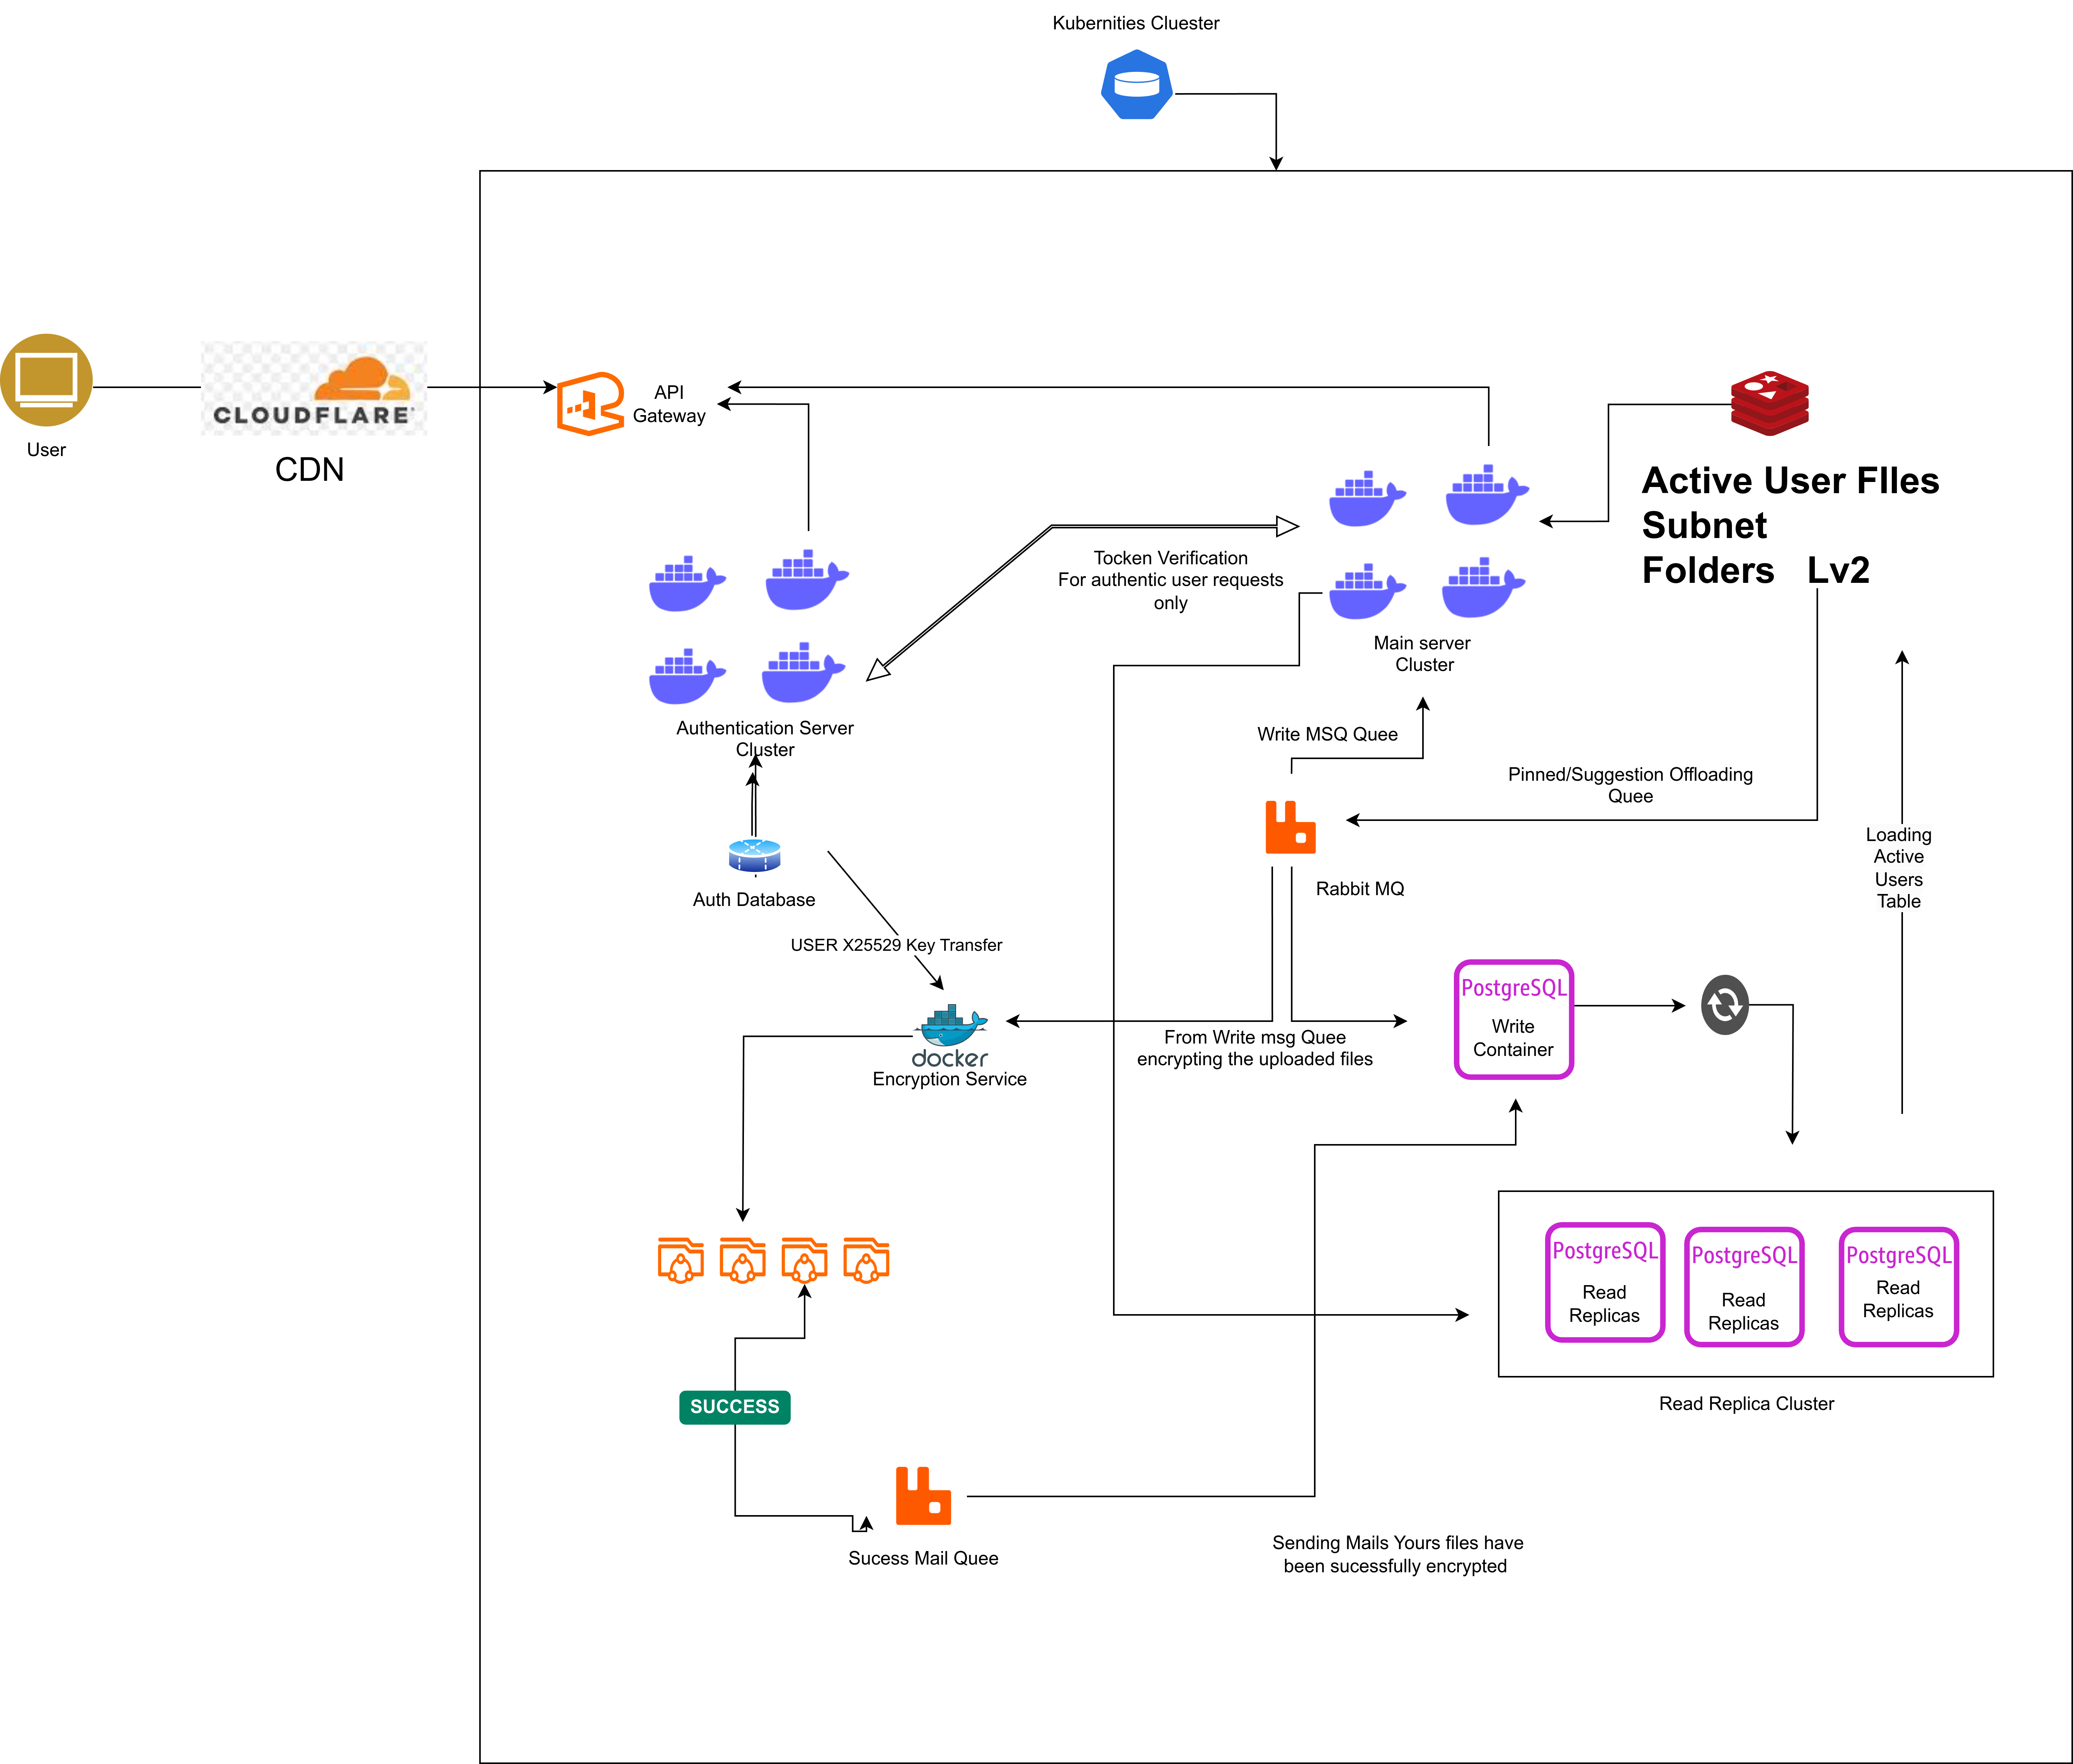 Kubernities Cluester
CLOUDFLARE
CDN
User
API
Gateway
Active User FIles
Subnet
Folders Lv2
Tocken Verification
For authentic user requests
only
Main server
Cluster
Authentication Server
Cluster
Write MSQ Quee
Pinned/Suggestion Offloading
Quee
Loading
Active
Users
Table
Rabbit MQ
Auth Database
USER X25529 Key Transfer
PostgreSQL
Write
Container
From Write msg Quee
encrypting the uploaded files
docker
Encryption Service
PostgreSQL
Read
Replicas
PostgreSQL
Read
Replicas
PostgreSQL
Read
Replicas
Read Replica Cluster
SUCCESS
Sucess Mail Quee
Sending Mails Yours files have
been sucessfully encrypted